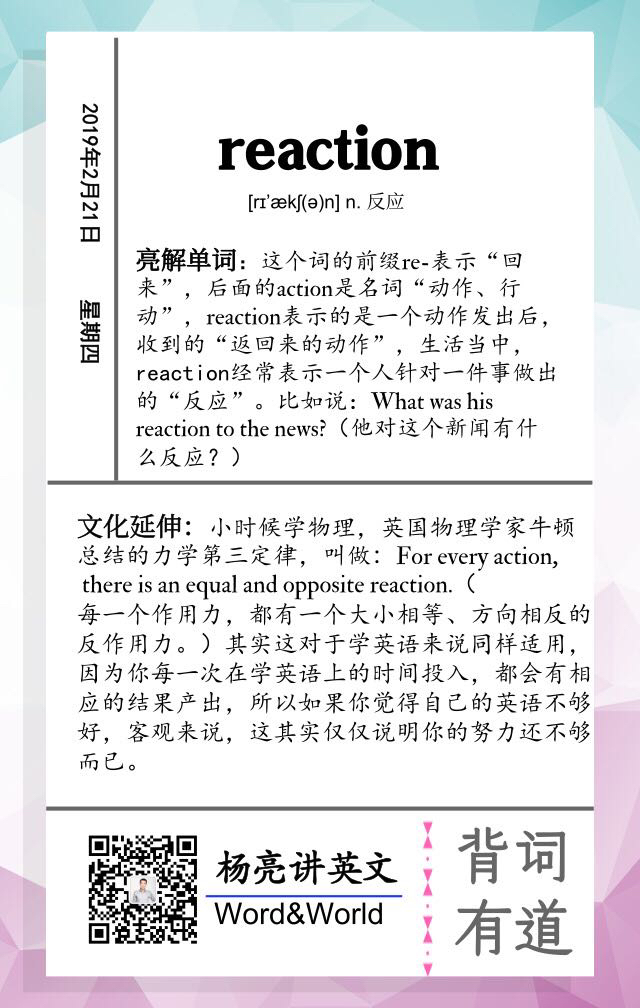 2019年2月21日 星期四
reaction
[rɪˈækʃ(ə)n] n. 反应
亮解单词：这个词的前缀re-表示“回
来”，后面的action是名词“动作、行
动”，reaction表示的是一个动作发出后，
收到的“返回来的动作”，生活当中，
reaction经常表示一个人针对一件事做出
的“反应”。比如说：What was his
reaction to the news?（他对这个新闻有什
么反应？）
文化延伸：小时候学物理，英国物理学家牛顿
总结的力学第三定律，叫做：For every action,
there is an equal and opposite reaction.（
每一个作用力，都有一个大小相等、方向相反的
反作用力。）其实这对于学英语来说同样适用，
因为你每一次在学英语上的时间投入，都会有相
应的结果产出，所以如果你觉得自己的英语不够
好，客观来说，这其实仅仅说明你的努力还不够
而已。
杨亮讲英文
Word&World
背词
有道